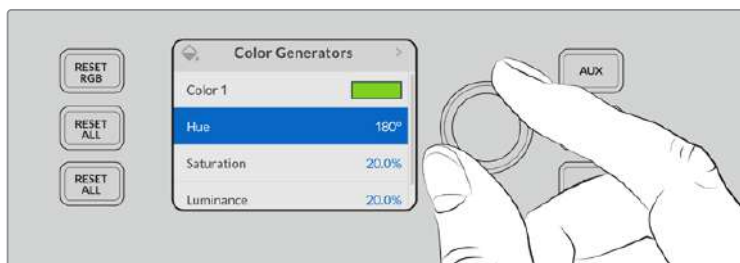 RESET
RGB
RESET
ALL
RESET
ALL
Color Generators >
Color 1
Hue 180°
Saturation 20.0%
Luminance 20.0%
AUX